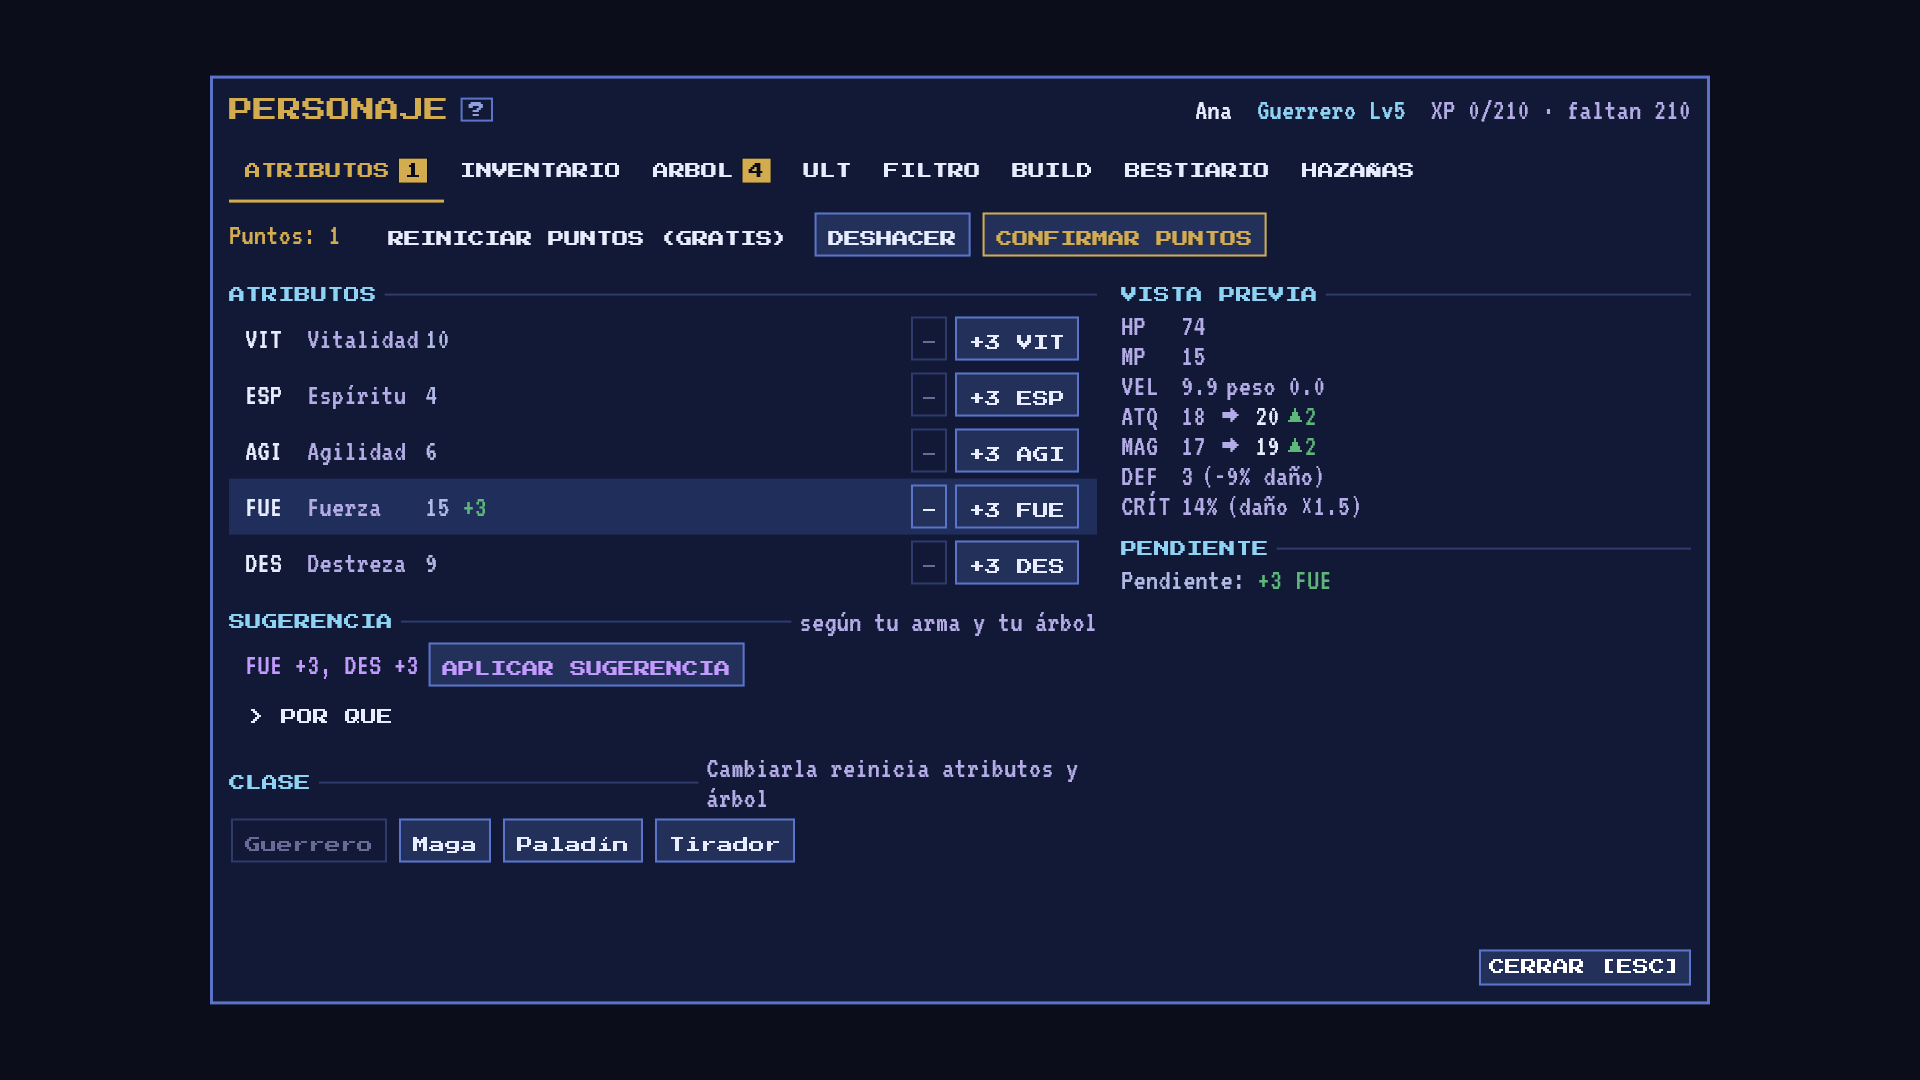 PERSONAJE ? Ana Guerrero Lv5 XP 0/210 · faltan 210
ATRIBUTOS 1 INVENTARIO ARBOL 4 ULT FILTRO BUILD BESTIARIO HAZAÑAS
Puntos: 1 REINICIAR PUNTOS (GRATIS) DESHACER CONFIRMAR PUNTOS
ATRIBUTOS
VIT Vitalidad 10 – +3 VIT
ESP Espíritu 4 – +3 ESP
AGI Agilidad 6 – +3 AGI
FUE Fuerza 15 +3 – +3 FUE
DES Destreza 9 – +3 DES
SUGERENCIA según tu arma y tu árbol
FUE +3, DES +3 APLICAR SUGERENCIA
> POR QUE
CLASE Cambiarla reinicia atributos y
árbol
Guerrero Maga Paladín Tirador
VISTA PREVIA
HP 74
MP 15
VEL 9.9 peso 0.0
ATQ 18 → 20 ▲2
MAG 17 → 19 ▲2
DEF 3 (-9% daño)
CRÍT 14% (daño X1.5)
PENDIENTE
Pendiente: +3 FUE
CERRAR [ESC]